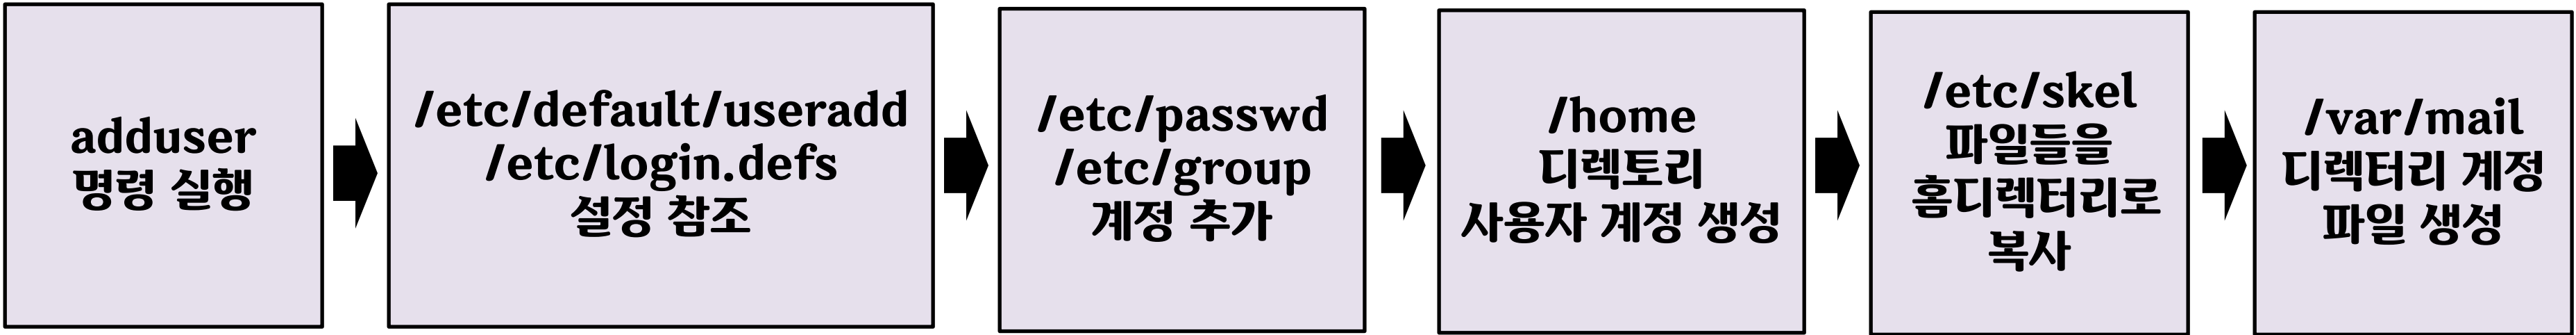 adduser
명령 실행
/etc/default/useradd
/etc/login.defs
설정 참조
/etc/passwd
/etc/group
계정 추가
/home
디렉토리
사용자 계정 생성
/etc/skel
파일들을
홈디렉터리로
복사
/var/mail
디렉터리 계정
파일 생성